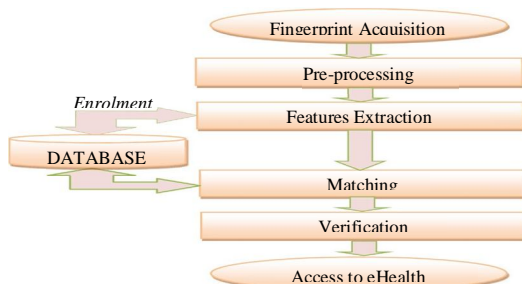 Fingerprint Acquisition
Pre-processing
Enrolment
Features Extraction
DATABASE
Matching
Verification
Access to eHealth